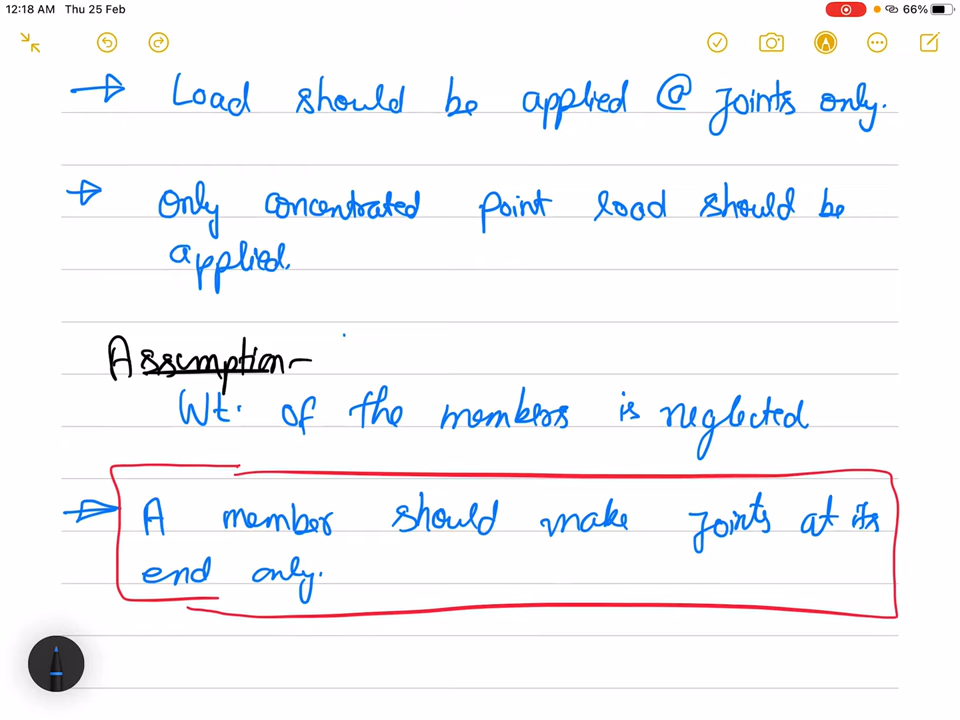 12:18 AM Thu 25 Feb 66%
→ Load should be applied @ Joints only.
→ Only concentrated point load should be
applied.
Assumption-
Wt. of the members is neglected
→ A member should make Joints at its
end only.